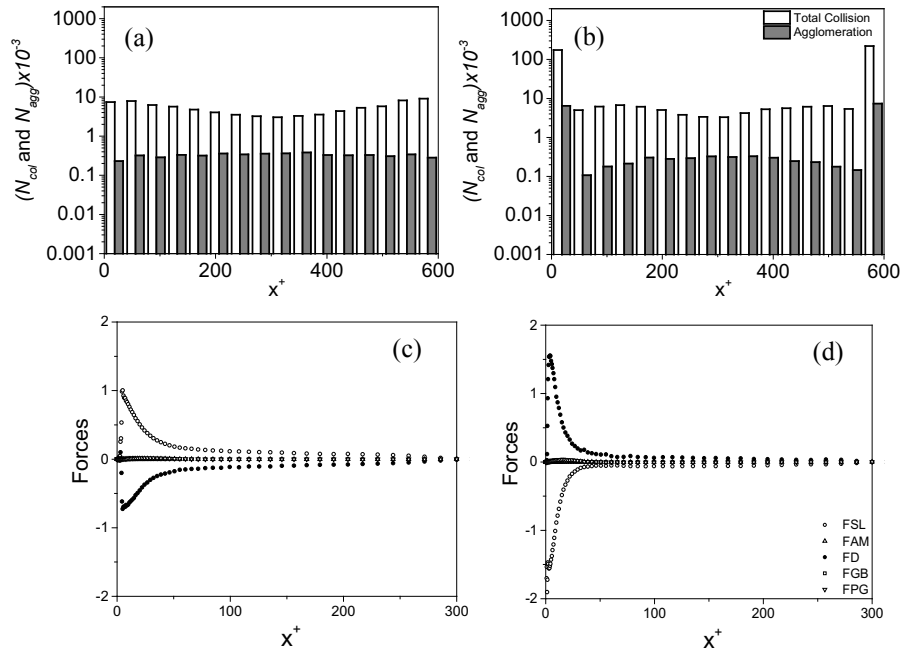 (a)
1000
100
10
1
0.1
0.01
0.001
(N_col and N_agg)x10^-3
0
200
400
600
x^+
(b)
Total Collision
Agglomeration
1000
100
10
1
0.1
0.01
0.001
(N_col and N_agg)x10^-3
0
200
400
600
x^+
(c)
2
1
0
-1
-2
Forces
0
100
200
300
x^+
(d)
2
1
0
-1
-2
Forces
FSL
FAM
FD
FGB
FPG
0
100
200
300
x^+